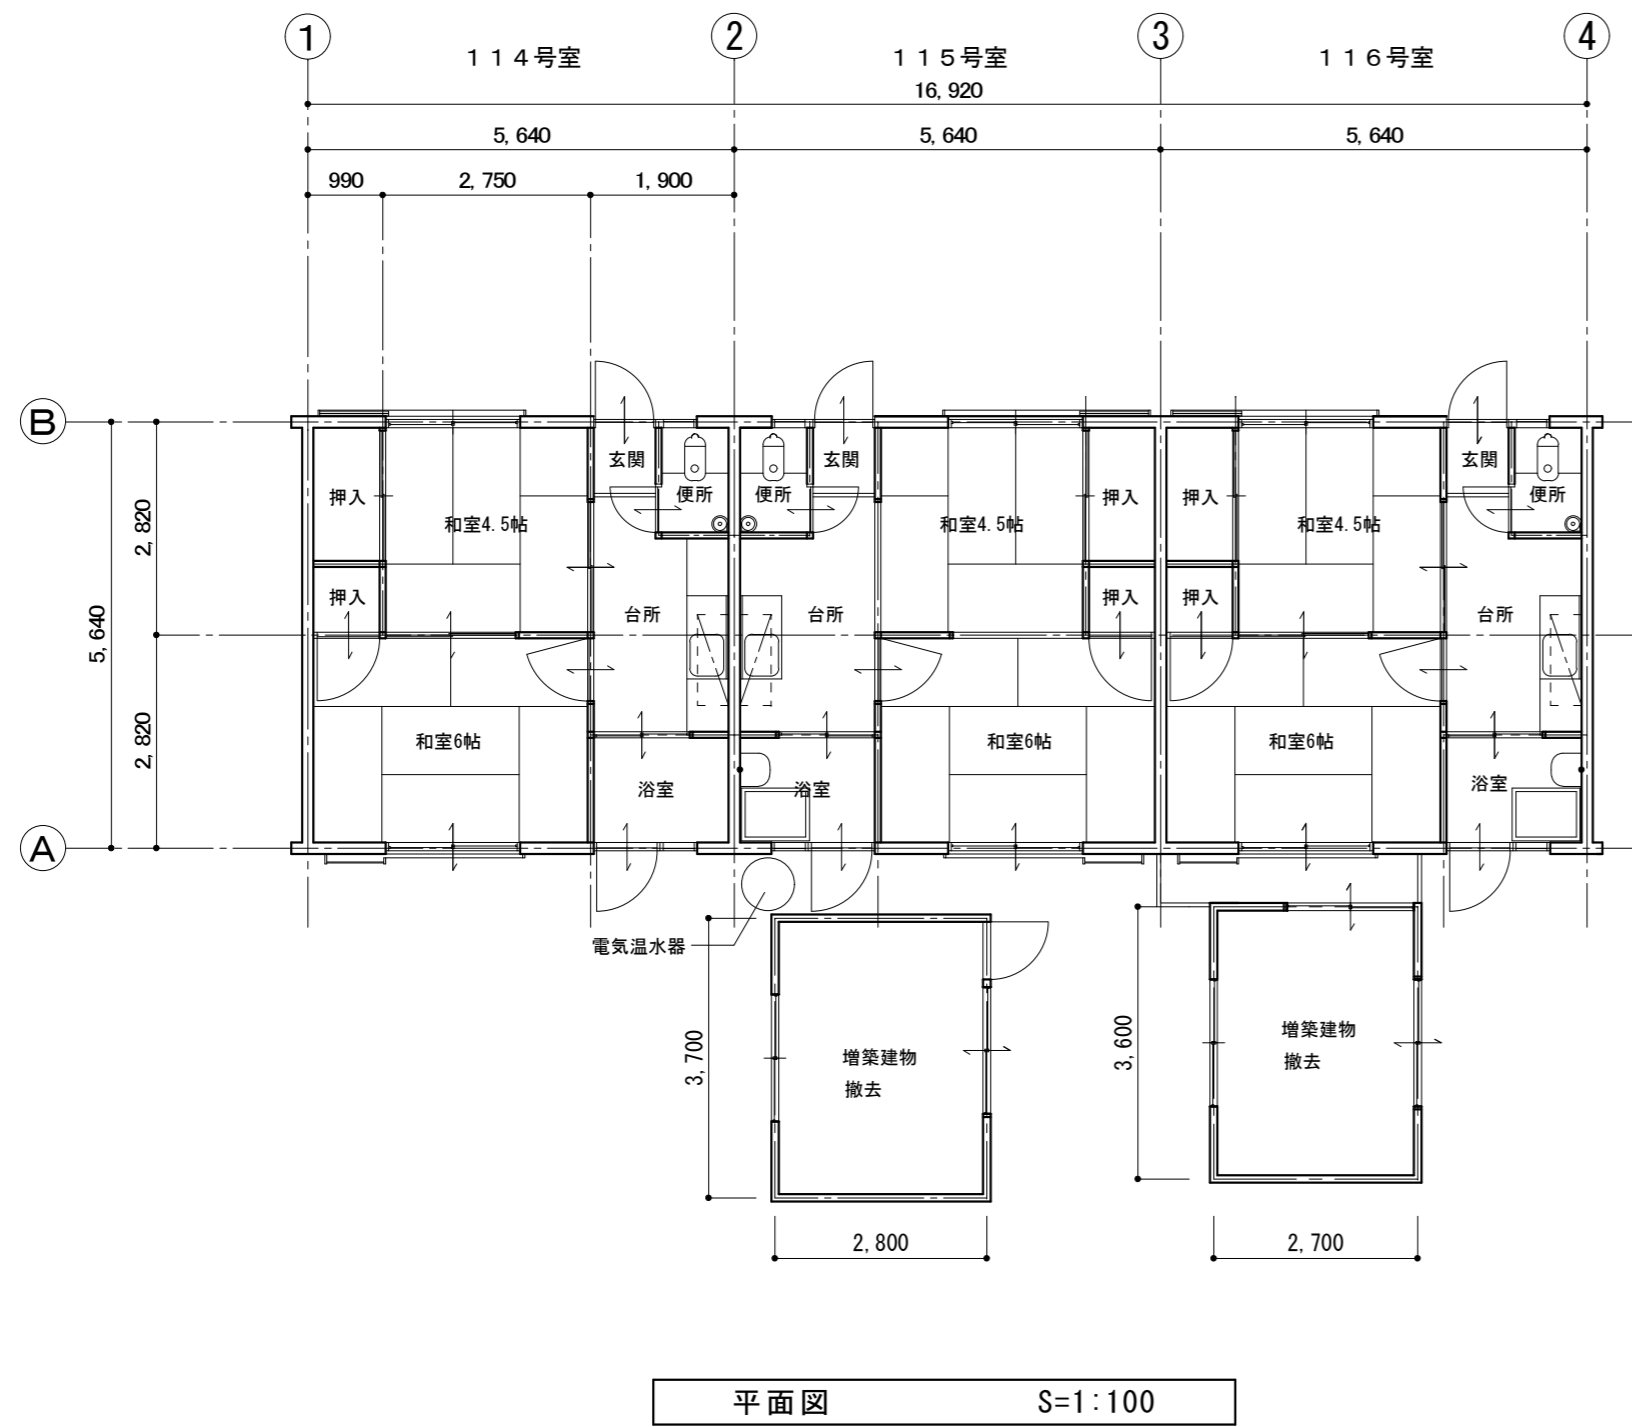 1
2
3
4
114号室
115号室
116号室
16,920
5,640
5,640
5,640
990
2,750
1,900
B
玄関
便所
便所
玄関
玄関
便所
押入
和室4.5帖
和室4.5帖
押入
押入
和室4.5帖
2,820
押入
台所
台所
押入
押入
台所
5,640
2,820
和室6帖
和室6帖
和室6帖
浴室
浴室
浴室
A
電気温水器
3,700
増築建物
撤去
3,600
増築建物
撤去
2,800
2,700
平面図 S=1:100